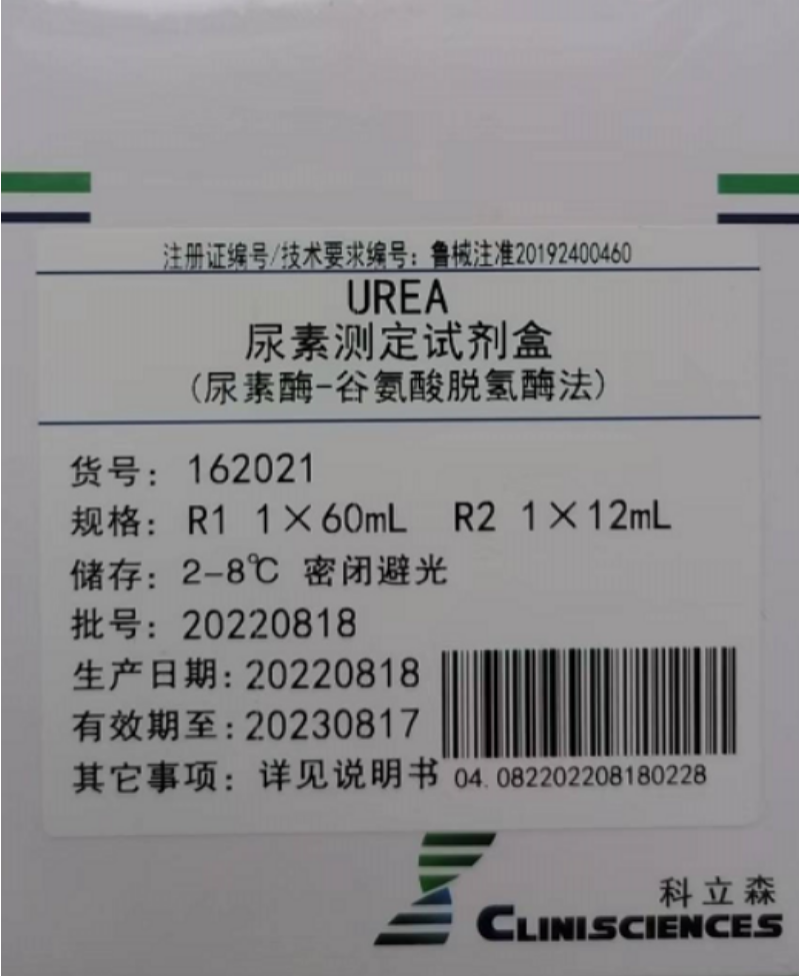 注册证编号/技术要求编号：鲁械注准20192400460
UREA
尿素测定试剂盒
(尿素酶-谷氨酸脱氢酶法)
货号：162021
规格：R1 1×60mL R2 1×12mL
储存：2-8℃ 密闭避光
批号：20220818
生产日期：20220818
有效期至：20230817
其它事项：详见说明书
04.082202208180228
科立森
CLINISCIENCES